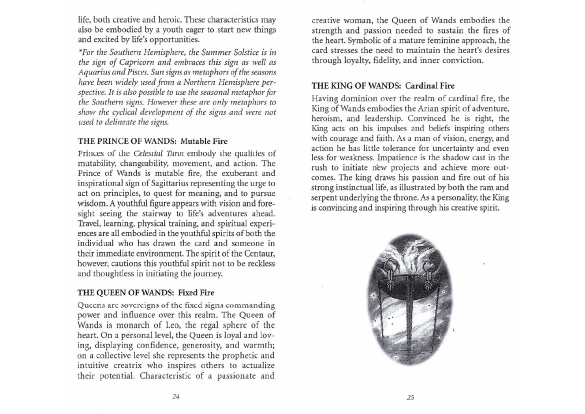 life, both creative and heroic. These characteristics may
also be embodied by a youth eager to start new things
and excited by life's opportunities.
*For the Southern Hemisphere, the Summer Solstice is in
the sign of Capricorn and embraces this sign as well as
Aquarius and Pisces. Sun signs as metaphors of the seasons
have been widely used from a Northern Hemisphere per-
spective. It is also possible to use the seasonal metaphor for
the Southern signs. However these are only metaphors to
show the cyclical development of the signs and were not
used to delineate the signs.
THE PRINCE OF WANDS: Mutable Fire
Princes of the Celestial Tarot embody the qualities of
mutability, changeability, movement, and action. The
Prince of Wands is mutable fire, the exuberant and
inspirational sign of Sagittarius representing the urge to
act on principles, to quest for meaning, and to pursue
wisdom. A youthful figure appears with vision and fore-
sight seeing the stairway to life's adventures ahead.
Travel, learning, physical training, and spiritual experi-
ences are all embodied in the youthful spirits of both the
individual who has drawn the card and someone in
their immediate environment. The spirit of the Centaur,
however, cautions this youthful spirit not to be reckless
and thoughtless in initiating the journey.
THE QUEEN OF WANDS: Fixed Fire
Queens are sovereigns of the fixed signs commanding
power and influence over this realm. The Queen of
Wands is monarch of Leo, the regal sphere of the
heart. On a personal level, the Queen is loyal and lov-
ing, displaying confidence, generosity, and warmth;
on a collective level she represents the prophetic and
intuitive creatrix who inspires others to actualize
their potential. Characteristic of a passionate and
24
creative woman, the Queen of Wands embodies the
strength and passion needed to sustain the fires of
the heart. Symbolic of a mature feminine approach, the
card stresses the need to maintain the heart's desires
through loyalty, fidelity, and inner conviction.
THE KING OF WANDS: Cardinal Fire
Having dominion over the realm of cardinal fire, the
King of Wands embodies the Arian spirit of adventure,
heroism, and leadership. Convinced he is right, the
King acts on his impulses and beliefs inspiring others
with courage and faith. As a man of vision, energy, and
action he has little tolerance for uncertainty and even
less for weakness. Impatience is the shadow cast in the
rush to initiate new projects and achieve more out-
comes. The king draws his passion and fire out of his
strong instinctual life, as illustrated by both the ram and
serpent underlying the throne. As a personality, the King
is convincing and inspiring through his creative spirit.
25